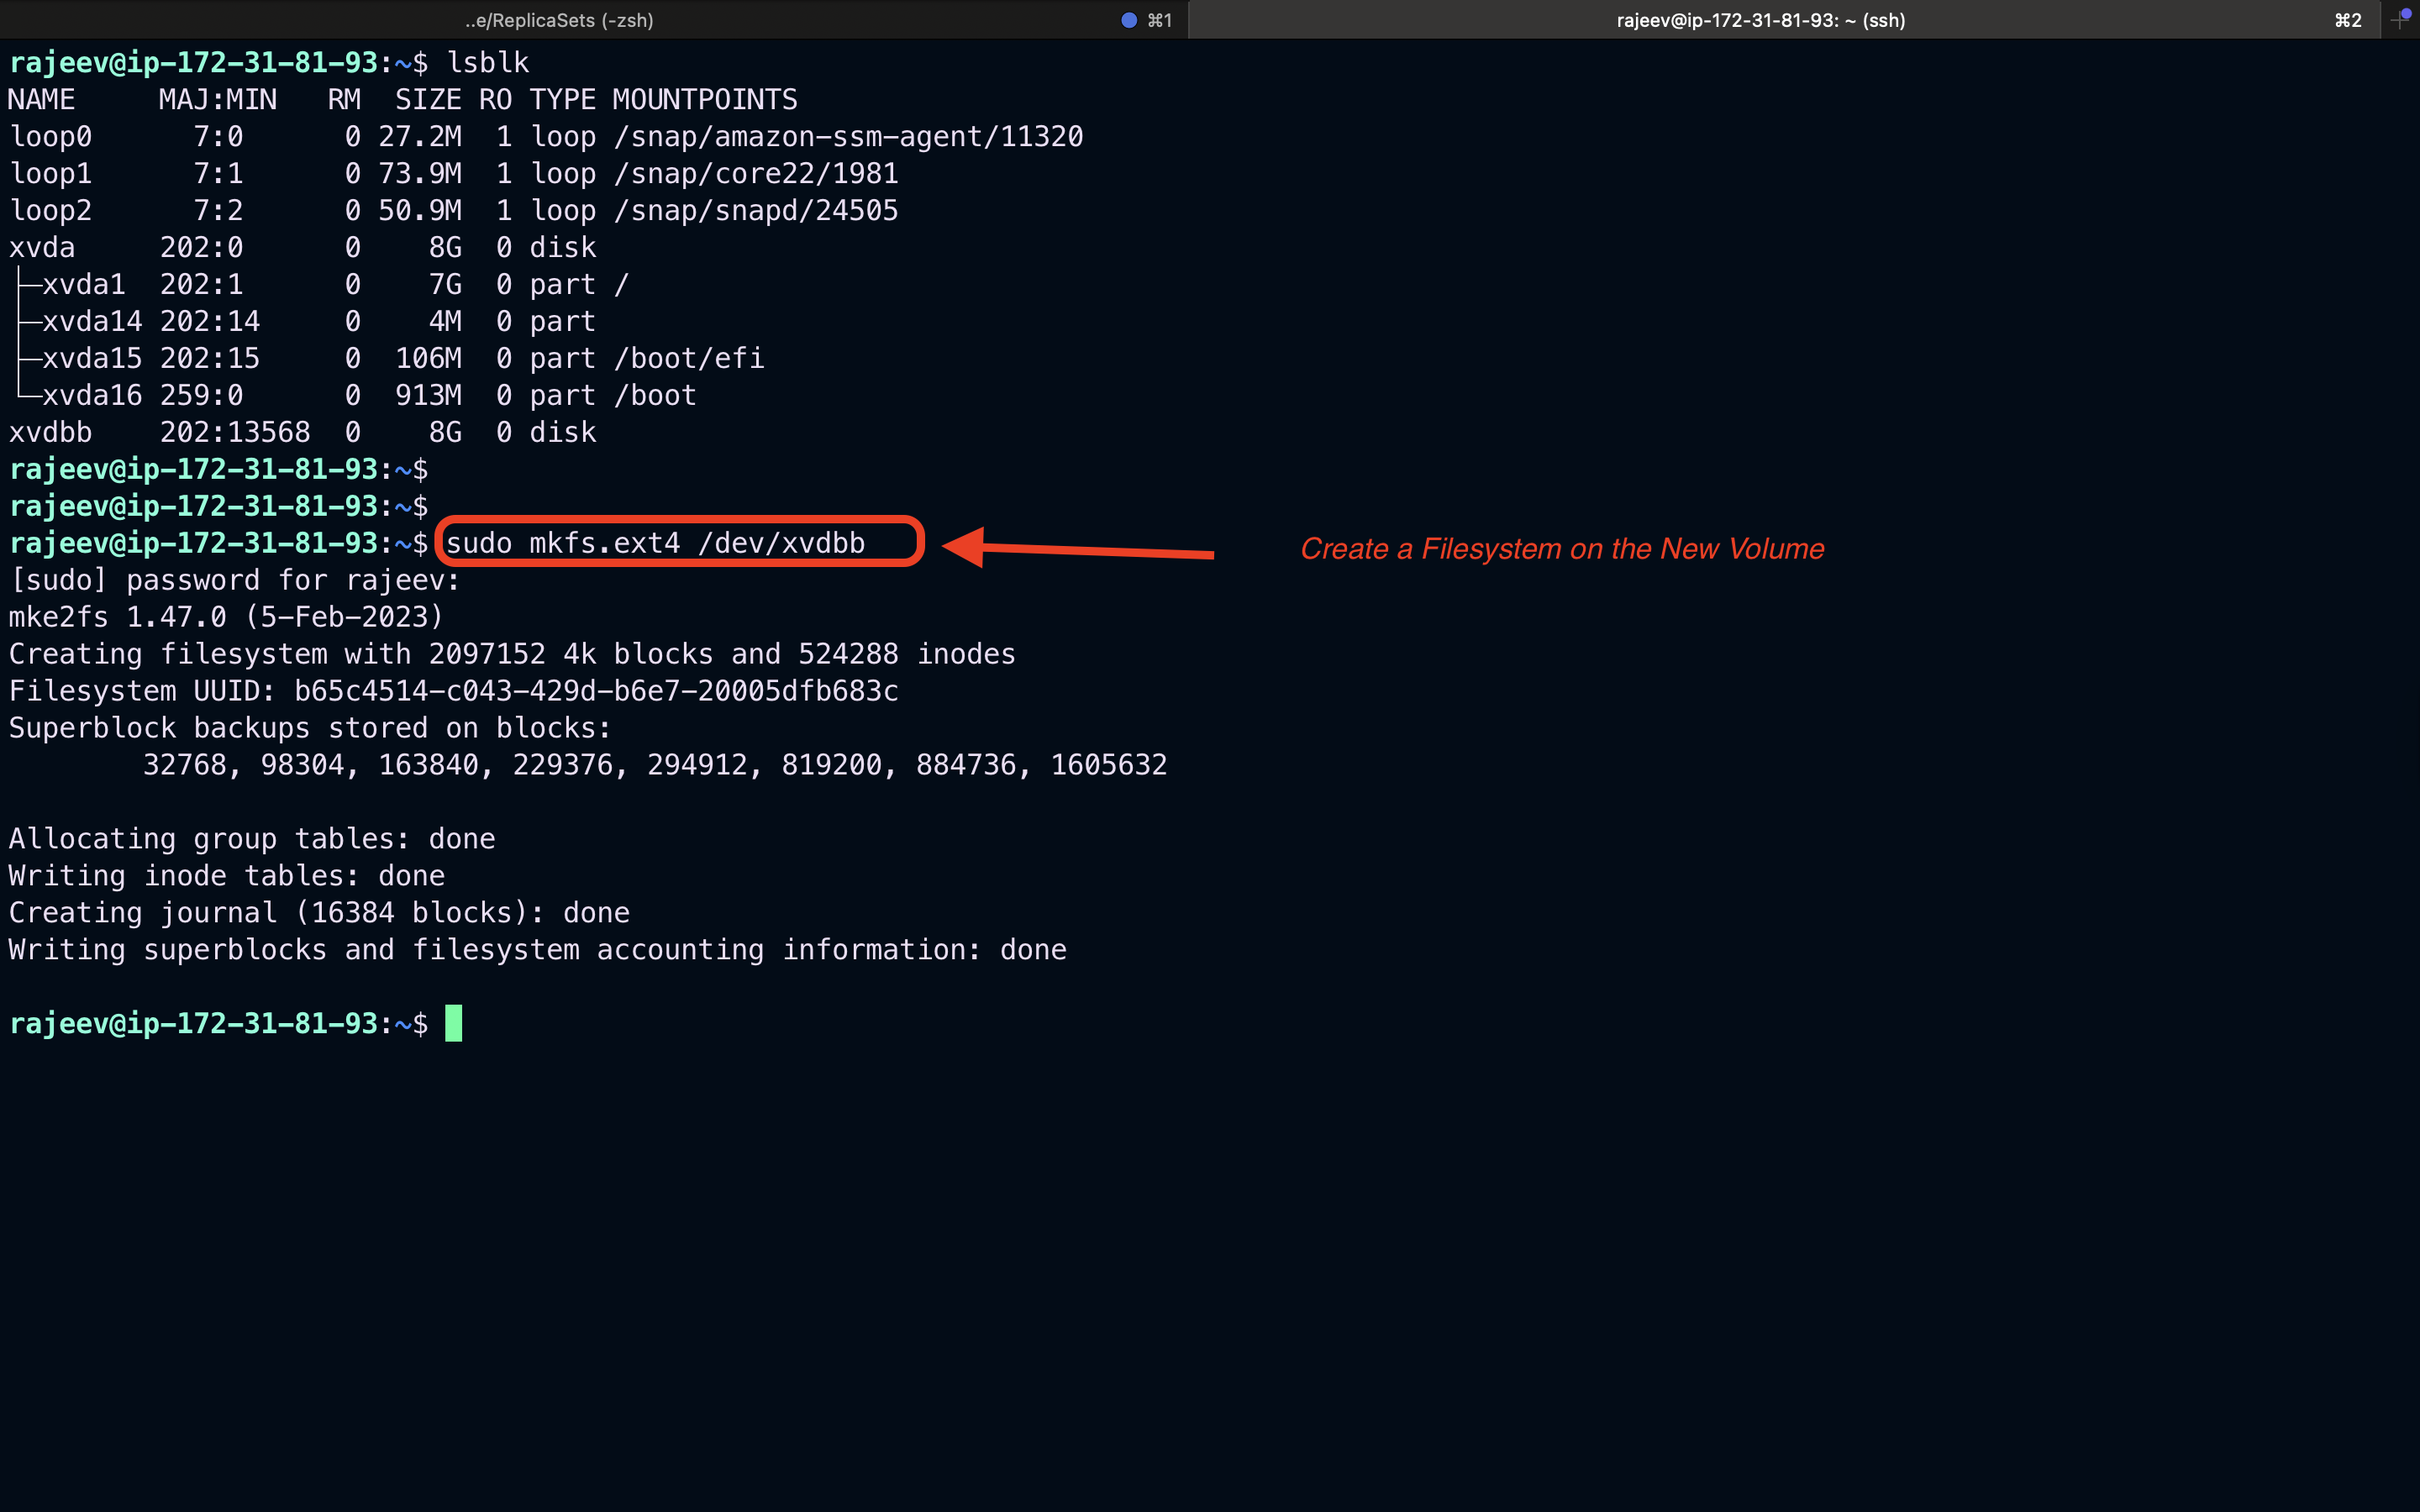 ..e/ReplicaSets (-zsh) ⌘1 rajeev@ip-172-31-81-93: ~ (ssh) ⌘2
rajeev@ip-172-31-81-93:~$ lsblk
NAME     MAJ:MIN   RM  SIZE RO TYPE MOUNTPOINTS
loop0      7:0      0 27.2M  1 loop /snap/amazon-ssm-agent/11320
loop1      7:1      0 73.9M  1 loop /snap/core22/1981
loop2      7:2      0 50.9M  1 loop /snap/snapd/24505
xvda     202:0      0    8G  0 disk
├─xvda1  202:1      0    7G  0 part /
├─xvda14 202:14     0    4M  0 part
├─xvda15 202:15     0  106M  0 part /boot/efi
└─xvda16 259:0      0  913M  0 part /boot
xvdbb    202:13568  0    8G  0 disk
rajeev@ip-172-31-81-93:~$
rajeev@ip-172-31-81-93:~$
rajeev@ip-172-31-81-93:~$ sudo mkfs.ext4 /dev/xvdbb Create a Filesystem on the New Volume
[sudo] password for rajeev:
mke2fs 1.47.0 (5-Feb-2023)
Creating filesystem with 2097152 4k blocks and 524288 inodes
Filesystem UUID: b65c4514-c043-429d-b6e7-20005dfb683c
Superblock backups stored on blocks:
        32768, 98304, 163840, 229376, 294912, 819200, 884736, 1605632
Allocating group tables: done
Writing inode tables: done
Creating journal (16384 blocks): done
Writing superblocks and filesystem accounting information: done
rajeev@ip-172-31-81-93:~$